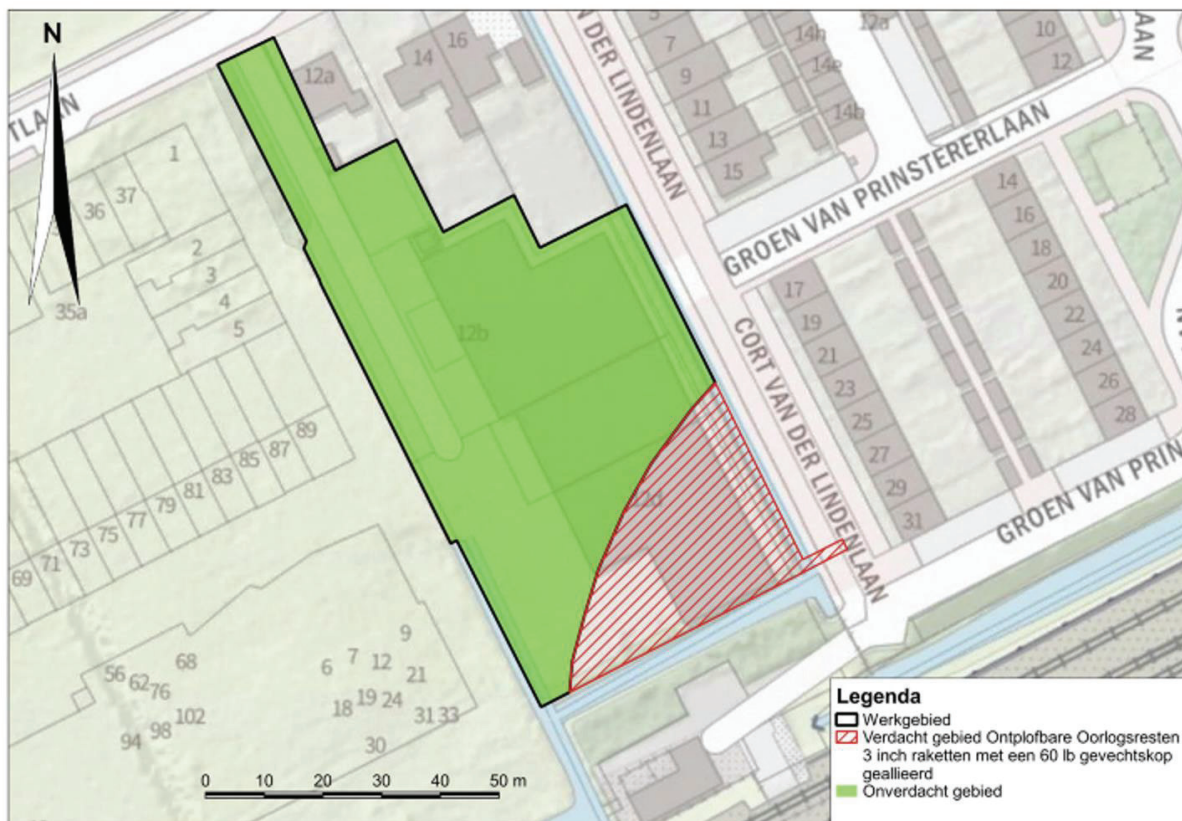 N
TLAAN
12a
14
16
N DER LINDENLAAN
5
7
9
11
13
15
14h
14e
14b
12a
10
12
LAAN
GROEN VAN PRINSTERERLAAN
1
37
36
2
3
4
5
35a
12b
12d
CORT VAN DER LINDENLAAN
17
19
21
23
25
27
29
31
14
16
18
20
22
24
26
28
GROEN VAN PRIN
89
87
85
83
81
79
77
75
73
71
69
56
62
68
76
102
98
94
9
7
6
12
21
19
24
18
31
33
30
0 10 20 30 40 50 m
Legenda
Werkgebied
Verdacht gebied Ontplofbare Oorlogsresten
3 inch raketten met een 60 lb gevechtskop
geallieerd
Onverdacht gebied